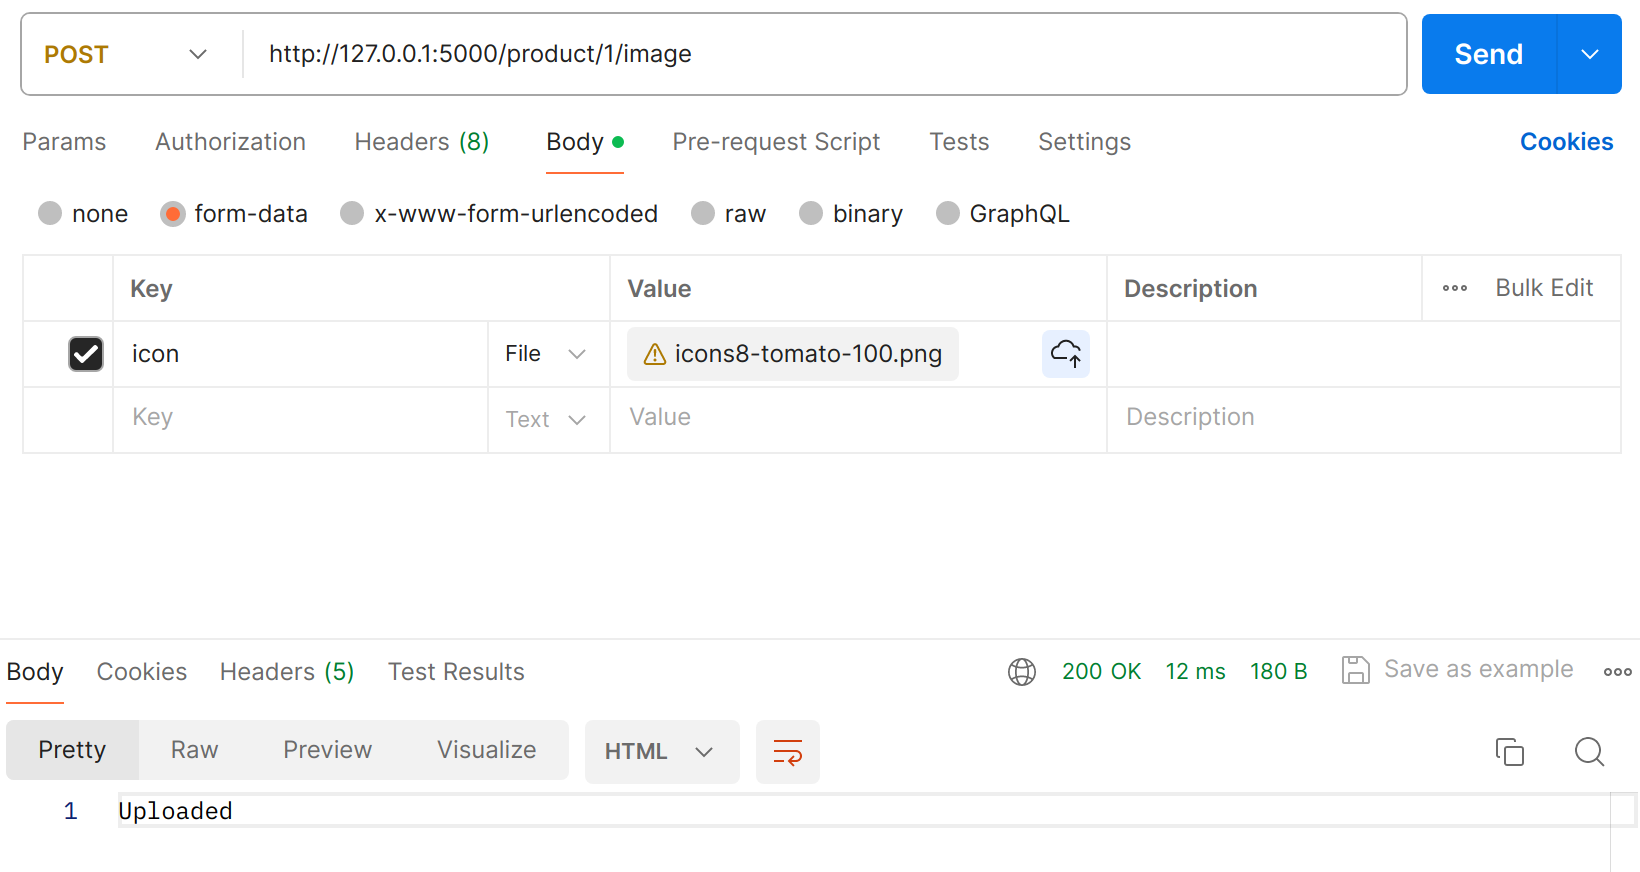 POST http://127.0.0.1:5000/product/1/image Send
Params Authorization Headers (8) Body Pre-request Script Tests Settings Cookies
none form-data x-www-form-urlencoded raw binary GraphQL
Key Value Description Bulk Edit
icon File icons8-tomato-100.png
Key Text Value Description
Body Cookies Headers (5) Test Results 200 OK 12 ms 180 B Save as example
Pretty Raw Preview Visualize HTML
1 Uploaded